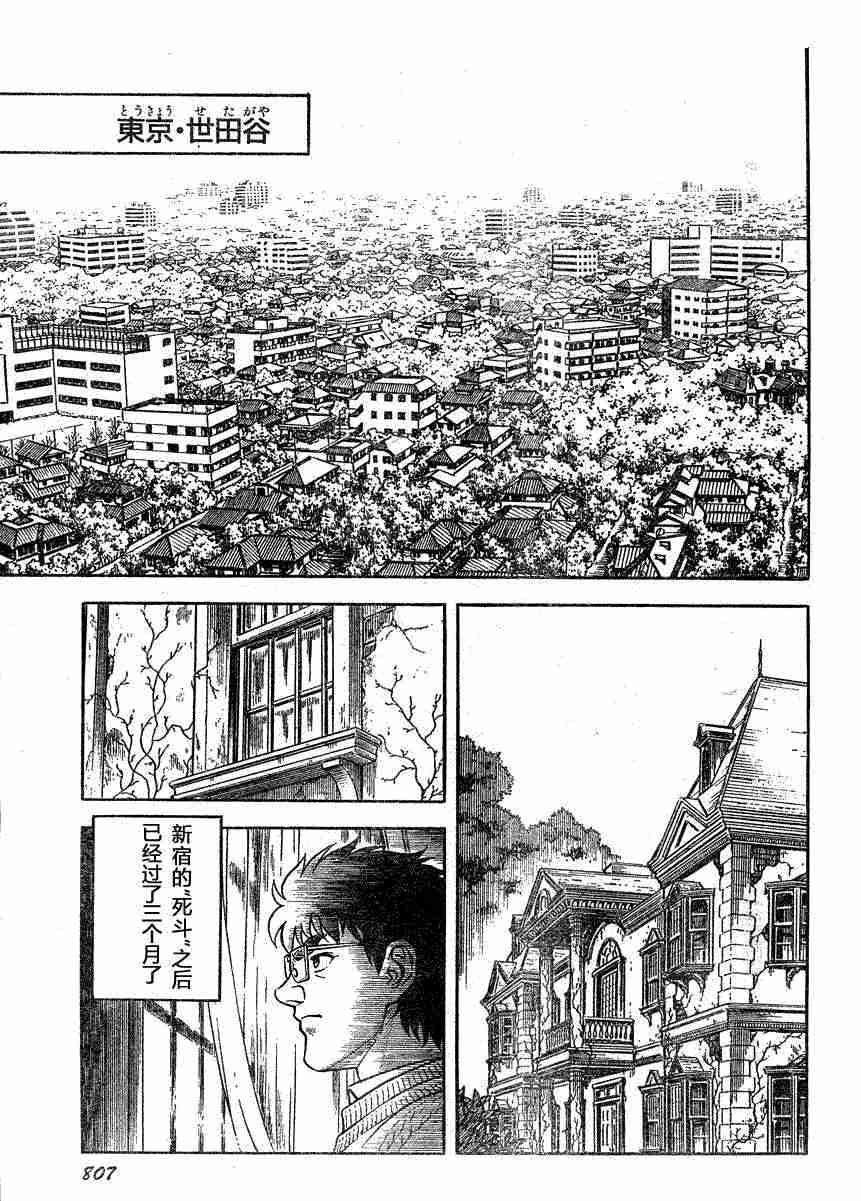 とうきょう せたがや
東京・世田谷
新宿的“死斗”之后
已经过了三个月了
807